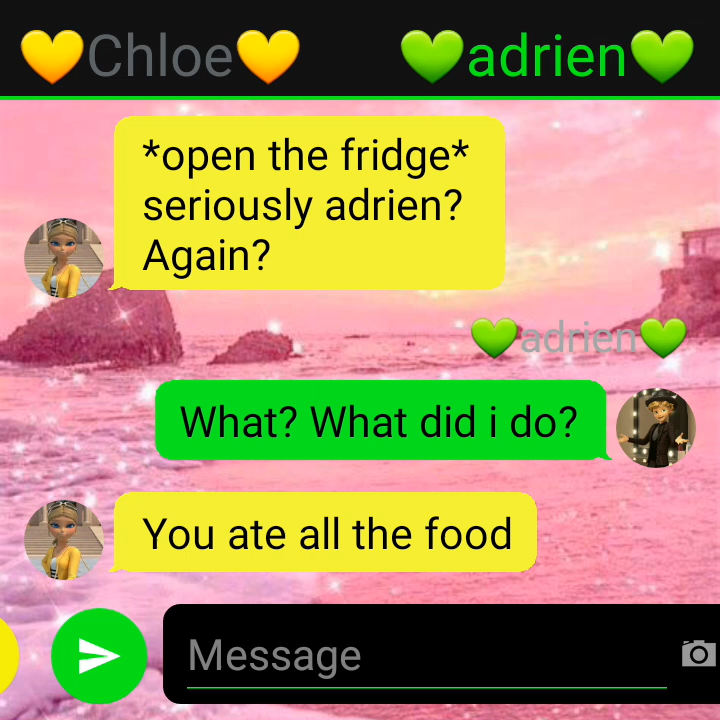 💛Chloe💛 💚adrien💚
*open the fridge*
seriously adrien?
Again?
💚adrien💚
What? What did i do?
You ate all the food
Message